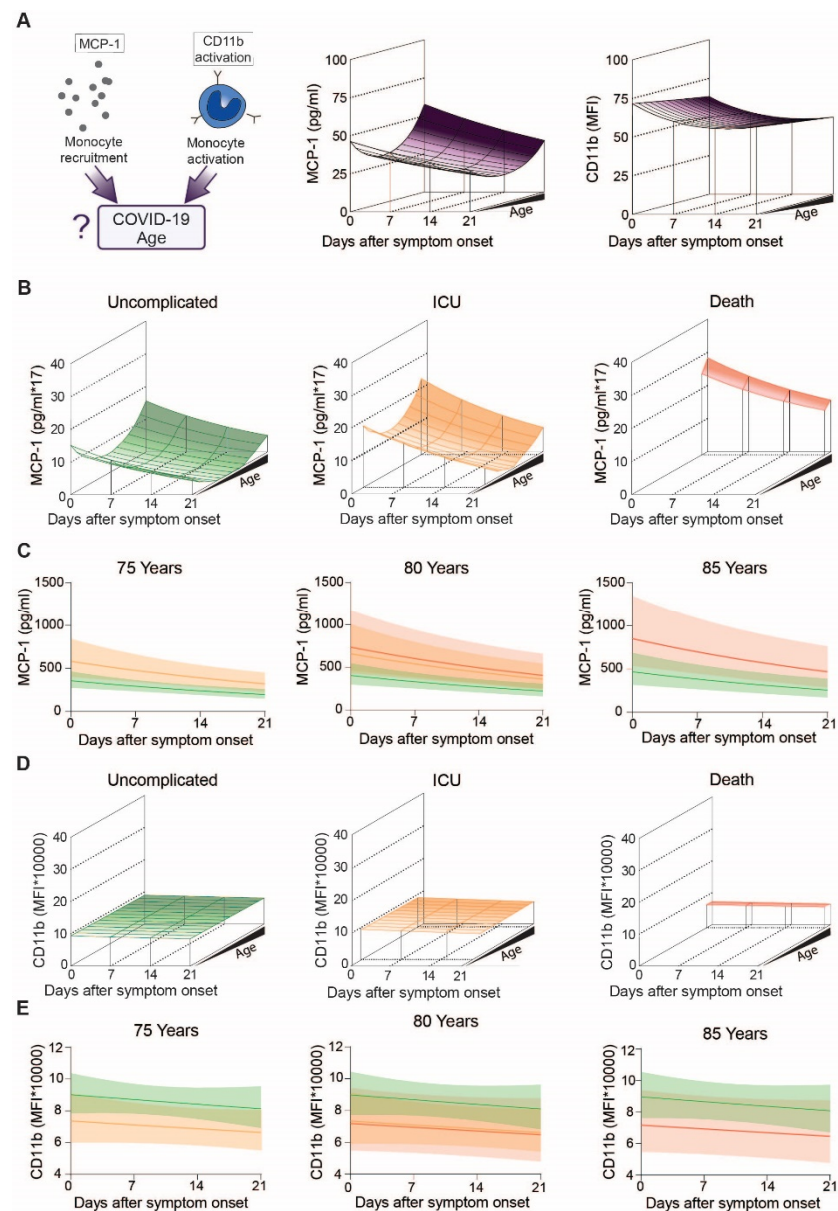 A
MCP-1
CD11b
activation
Monocyte
recruitment
Monocyte
activation
?
COVID-19
Age
MCP-1 (pg/ml)
100
75
50
25
0
0 7 14 21
Age
Days after symptom onset
CD11b (MFI)
100
75
50
25
0
0 7 14 21
Age
Days after symptom onset
B
Uncomplicated
MCP-1 (pg/ml*17)
40
30
20
10
0
0 7 14 21
Age
Days after symptom onset
ICU
MCP-1 (pg/ml*17)
40
30
20
10
0
0 7 14 21
Age
Days after symptom onset
Death
MCP-1 (pg/ml*17)
40
30
20
10
0
0 7 14 21
Age
Days after symptom onset
C
75 Years
MCP-1 (pg/ml)
1500
1000
500
0
0 7 14 21
Days after symptom onset
80 Years
MCP-1 (pg/ml)
1500
1000
500
0
0 7 14 21
Days after symptom onset
85 Years
MCP-1 (pg/ml)
1500
1000
500
0
0 7 14 21
Days after symptom onset
D
Uncomplicated
CD11b (MFI*10000)
40
30
20
10
0
0 7 14 21
Age
Days after symptom onset
ICU
CD11b (MFI*10000)
40
30
20
10
0
0 7 14 21
Age
Days after symptom onset
Death
CD11b (MFI*10000)
40
30
20
10
0
0 7 14 21
Age
Days after symptom onset
E
75 Years
CD11b (MFI*10000)
12
10
8
6
4
0 7 14 21
Days after symptom onset
80 Years
CD11b (MFI*10000)
12
10
8
6
4
0 7 14 21
Days after symptom onset
85 Years
CD11b (MFI*10000)
12
10
8
6
4
0 7 14 21
Days after symptom onset